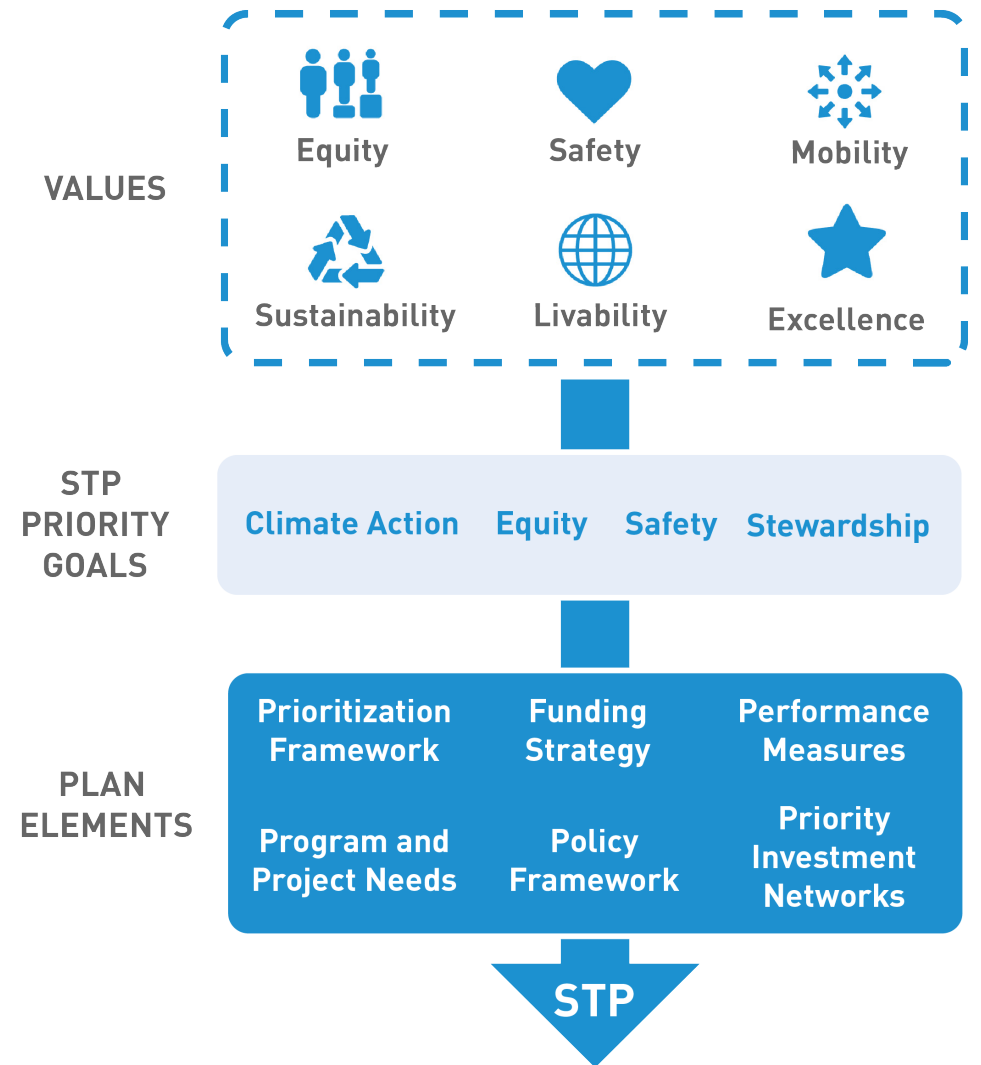 VALUES
Equity
Safety
Mobility
Sustainability
Livability
Excellence
STP
PRIORITY
GOALS
Climate Action
Equity
Safety
Stewardship
PLAN
ELEMENTS
Prioritization
Framework
Funding
Strategy
Performance
Measures
Program and
Project Needs
Policy
Framework
Priority
Investment
Networks
STP